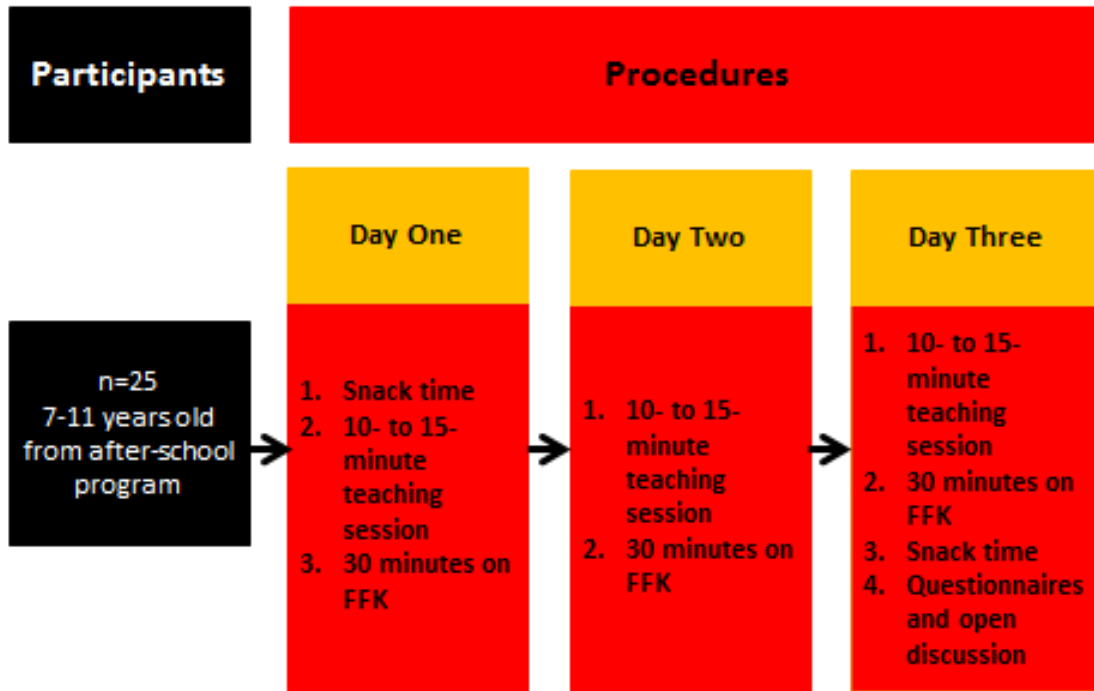 Participants
Procedures
Day One
Day Two
Day Three
n=25
7-11 years old
from after-school
program
1. Snack time
2. 10- to 15-
minute
teaching
session
3. 30 minutes on
FFK
1. 10- to 15-
minute
teaching
session
2. 30 minutes on
FFK
1. 10- to 15-
minute
teaching
session
2. 30 minutes on
FFK
3. Snack time
4. Questionnaires
and open
discussion